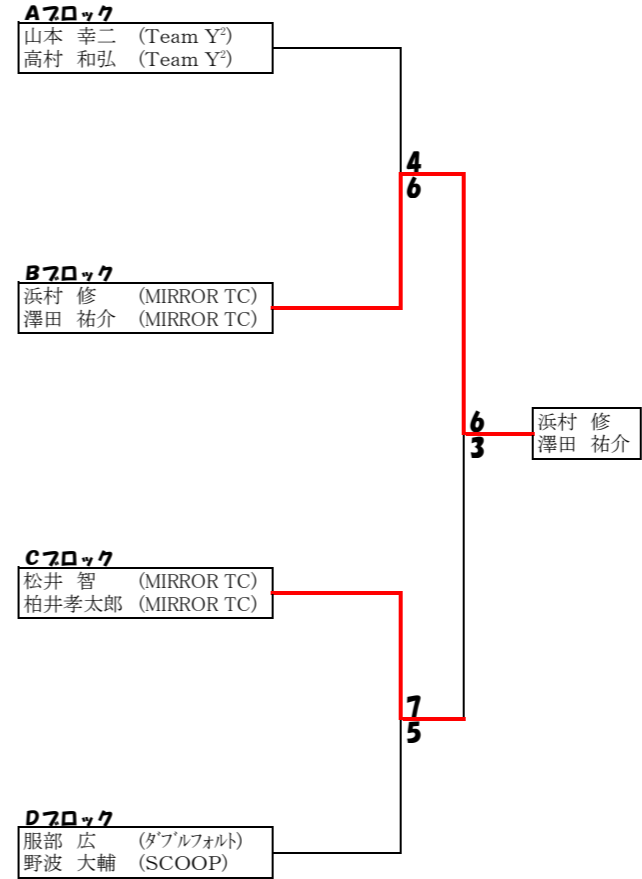 Aブロック
山本 幸二 (Team Y²)
高村 和弘 (Team Y²)
4
6
Bブロック
浜村 修 (MIRROR TC)
澤田 祐介 (MIRROR TC)
6
3
浜村 修
澤田 祐介
Cブロック
松井 智 (MIRROR TC)
柏井孝太郎 (MIRROR TC)
7
5
Dブロック
服部 広 (ﾀﾞﾌﾞﾙフォルト)
野波 大輔 (SCOOP)